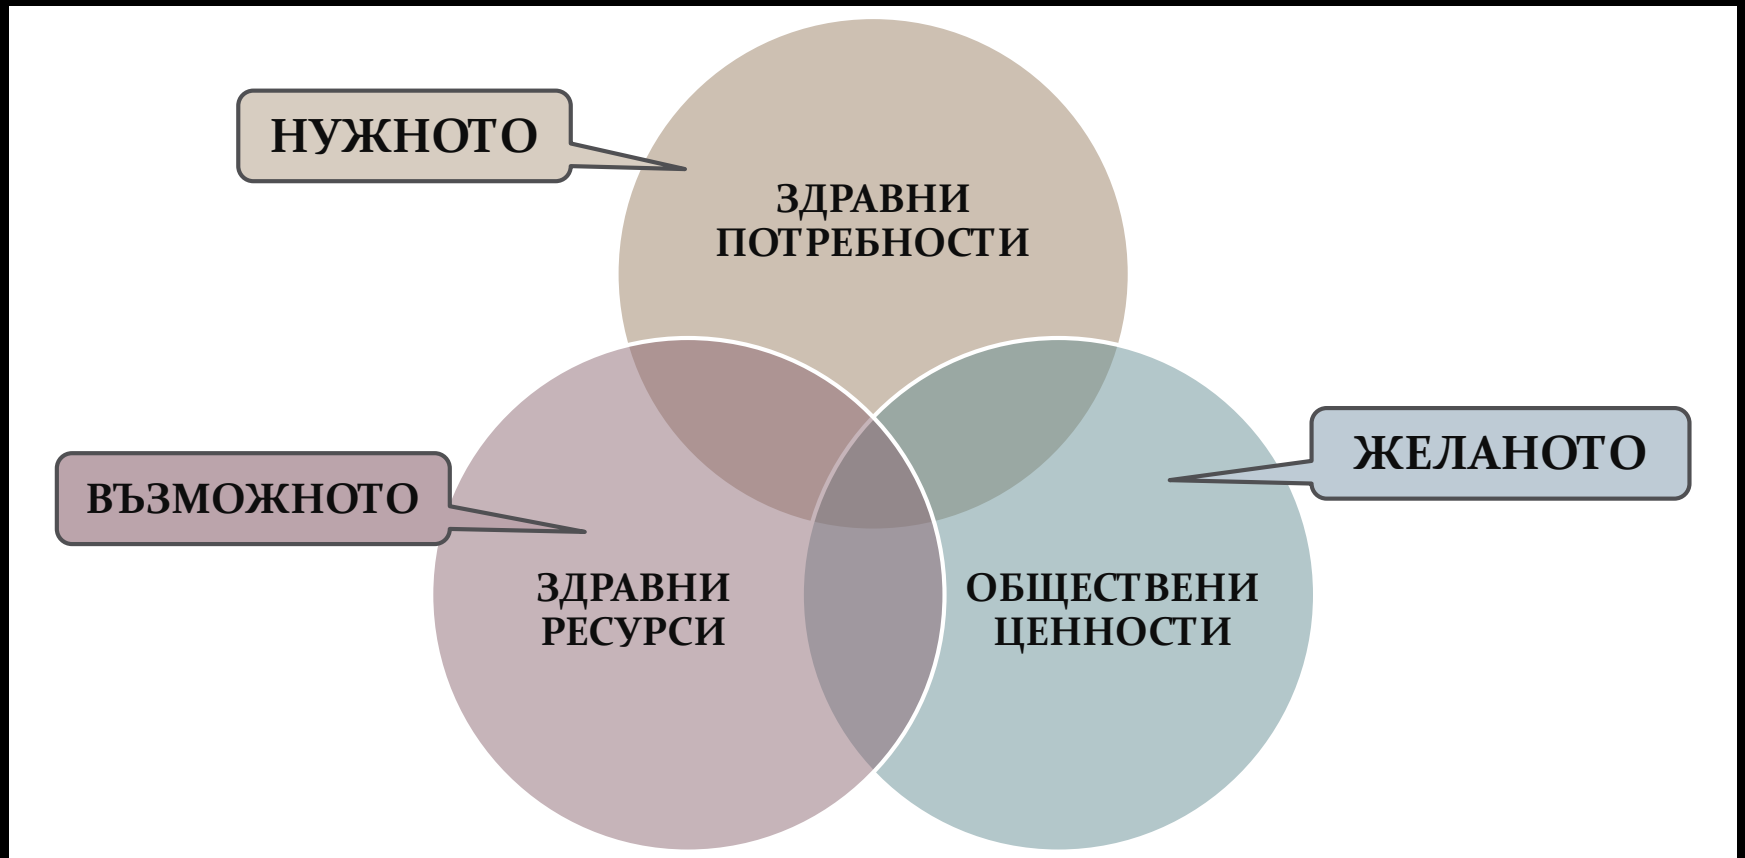 НУЖНОТО
ЗДРАВНИ
ПОТРЕБНОСТИ
ЖЕЛАНОТО
ВЪЗМОЖНОТО
ЗДРАВНИ
РЕСУРСИ
ОБЩЕСТВЕНИ
ЦЕННОСТИ